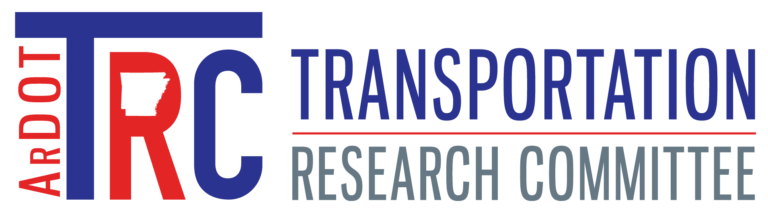 ARDOT
TRC
TRANSPORTATION
RESEARCH COMMITTEE